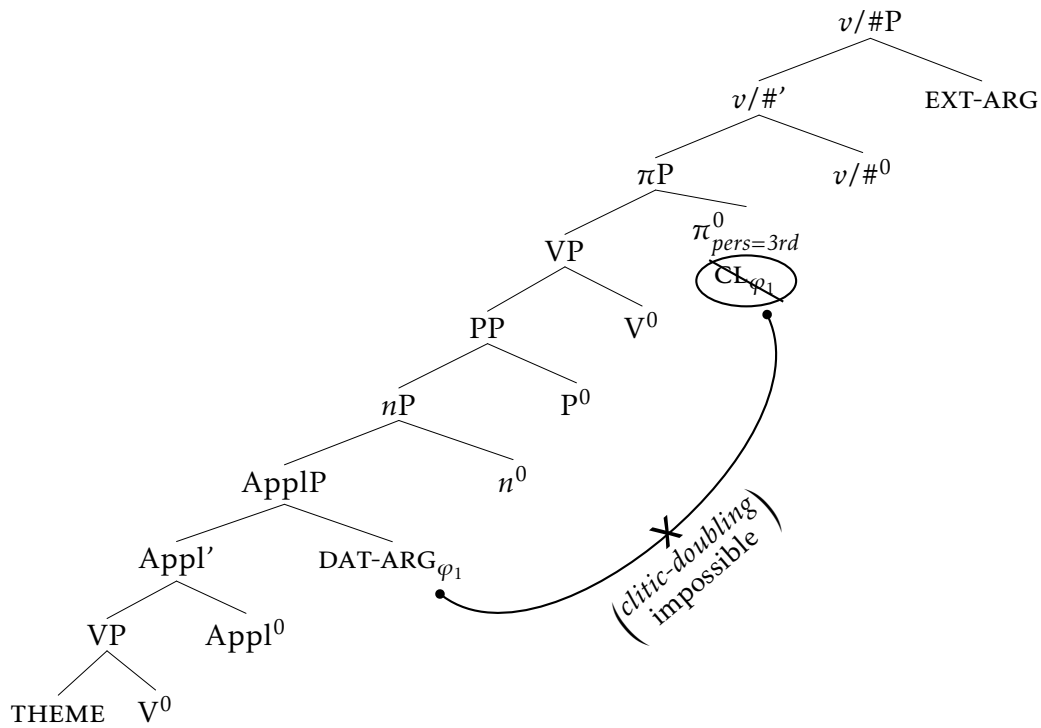 v/#P
v/#’ EXT-ARG
πP v/#⁰
VP π⁰pers=3rd
CLφ₁
PP V⁰
nP P⁰
ApplP n⁰
Appl’ DAT-ARGφ₁
(clitic-doubling
impossible)
VP Appl⁰
THEME V⁰